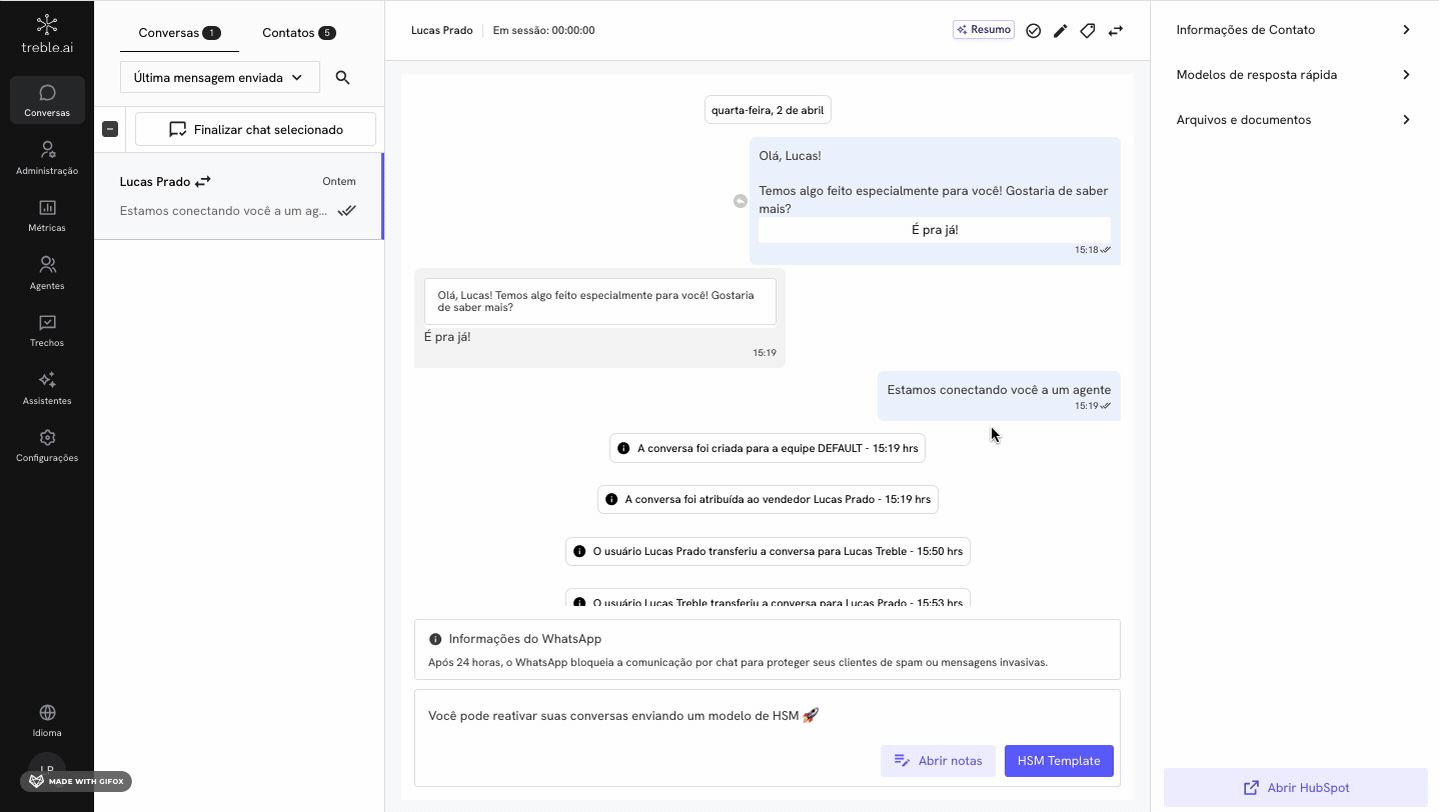 treble.ai
Conversas
Administração
Métricas
Agentes
Trechos
Assistentes
Configurações
Idioma
MADE WITH GIFOX
Conversas 1
Contatos 5
Última mensagem enviada
Finalizar chat selecionado
Lucas Prado
Ontem
Estamos conectando você a um ag...
Lucas Prado
Em sessão: 00:00:00
Resumo
quarta-feira, 2 de abril
Olá, Lucas!
Temos algo feito especialmente para você! Gostaria de saber
mais?
É pra já!
15:18
Olá, Lucas! Temos algo feito especialmente para você! Gostaria
de saber mais?
É pra já!
15:19
Estamos conectando você a um agente
15:19
A conversa foi criada para a equipe DEFAULT - 15:19 hrs
A conversa foi atribuída ao vendedor Lucas Prado - 15:19 hrs
O usuário Lucas Prado transferiu a conversa para Lucas Treble - 15:50 hrs
O usuário Lucas Treble transferiu a conversa para Lucas Prado - 15:53 hrs
Informações do WhatsApp
Após 24 horas, o WhatsApp bloqueia a comunicação por chat para proteger seus clientes de spam ou mensagens invasivas.
Você pode reativar suas conversas enviando um modelo de HSM 🚀
Abrir notas
HSM Template
Informações de Contato
Modelos de resposta rápida
Arquivos e documentos
Abrir HubSpot